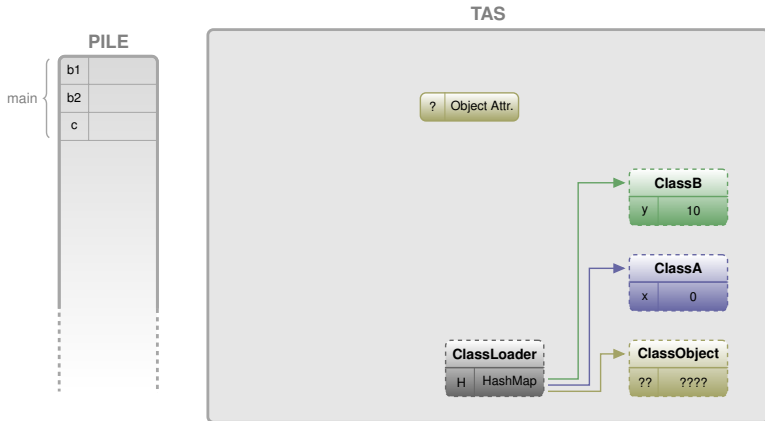 TAS
PILE
main
b1
b2
c
? Object Attr.
ClassB
y 10
ClassA
x 0
ClassLoader
H HashMap
ClassObject
?? ????